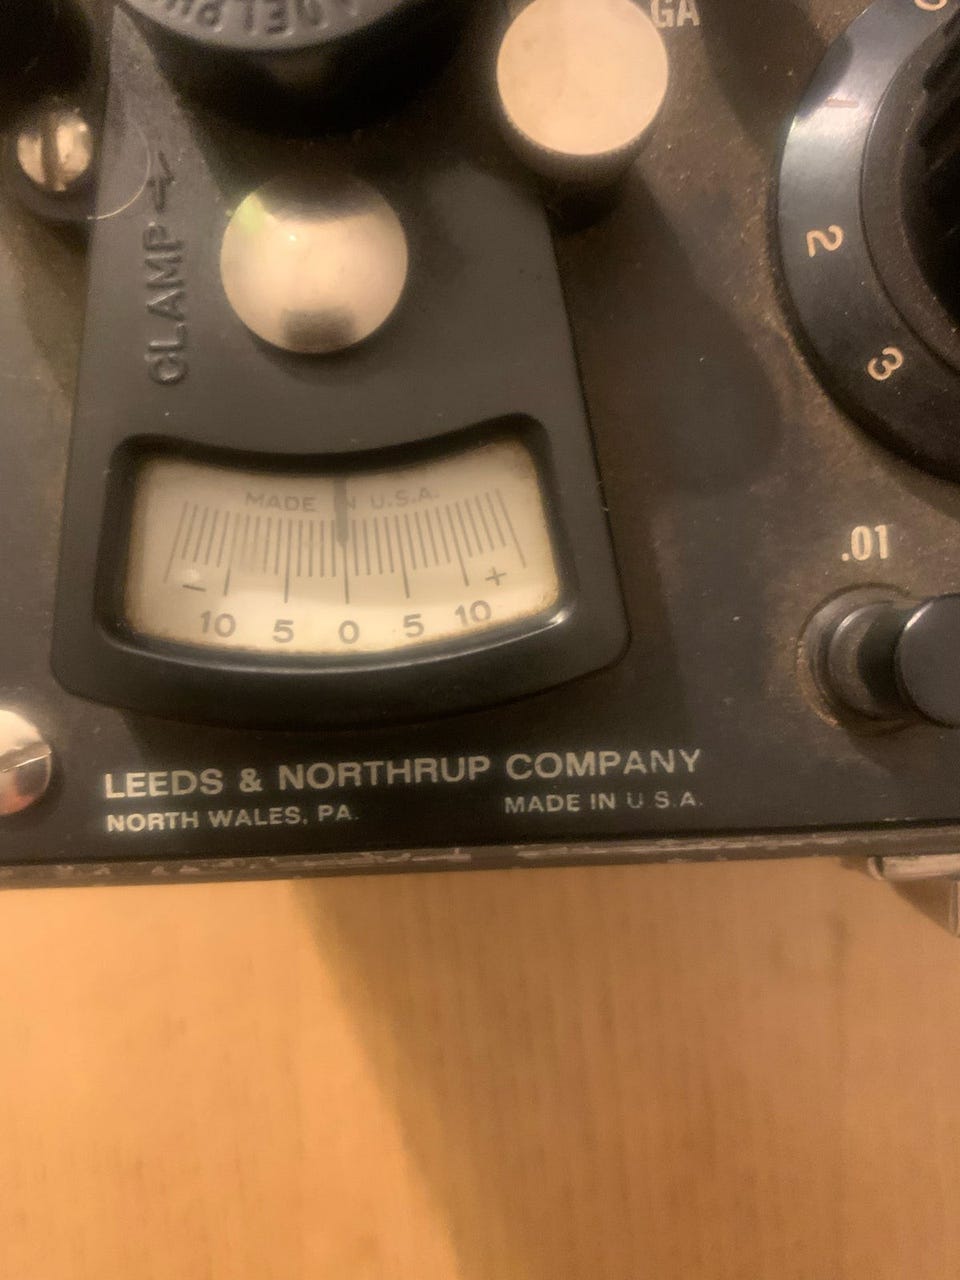 GA
CLAMP
1
2
3
MADE IN U.S.A.
- +
10 5 0 5 10
.01
LEEDS & NORTHRUP COMPANY
NORTH WALES, PA.
MADE IN U.S.A.